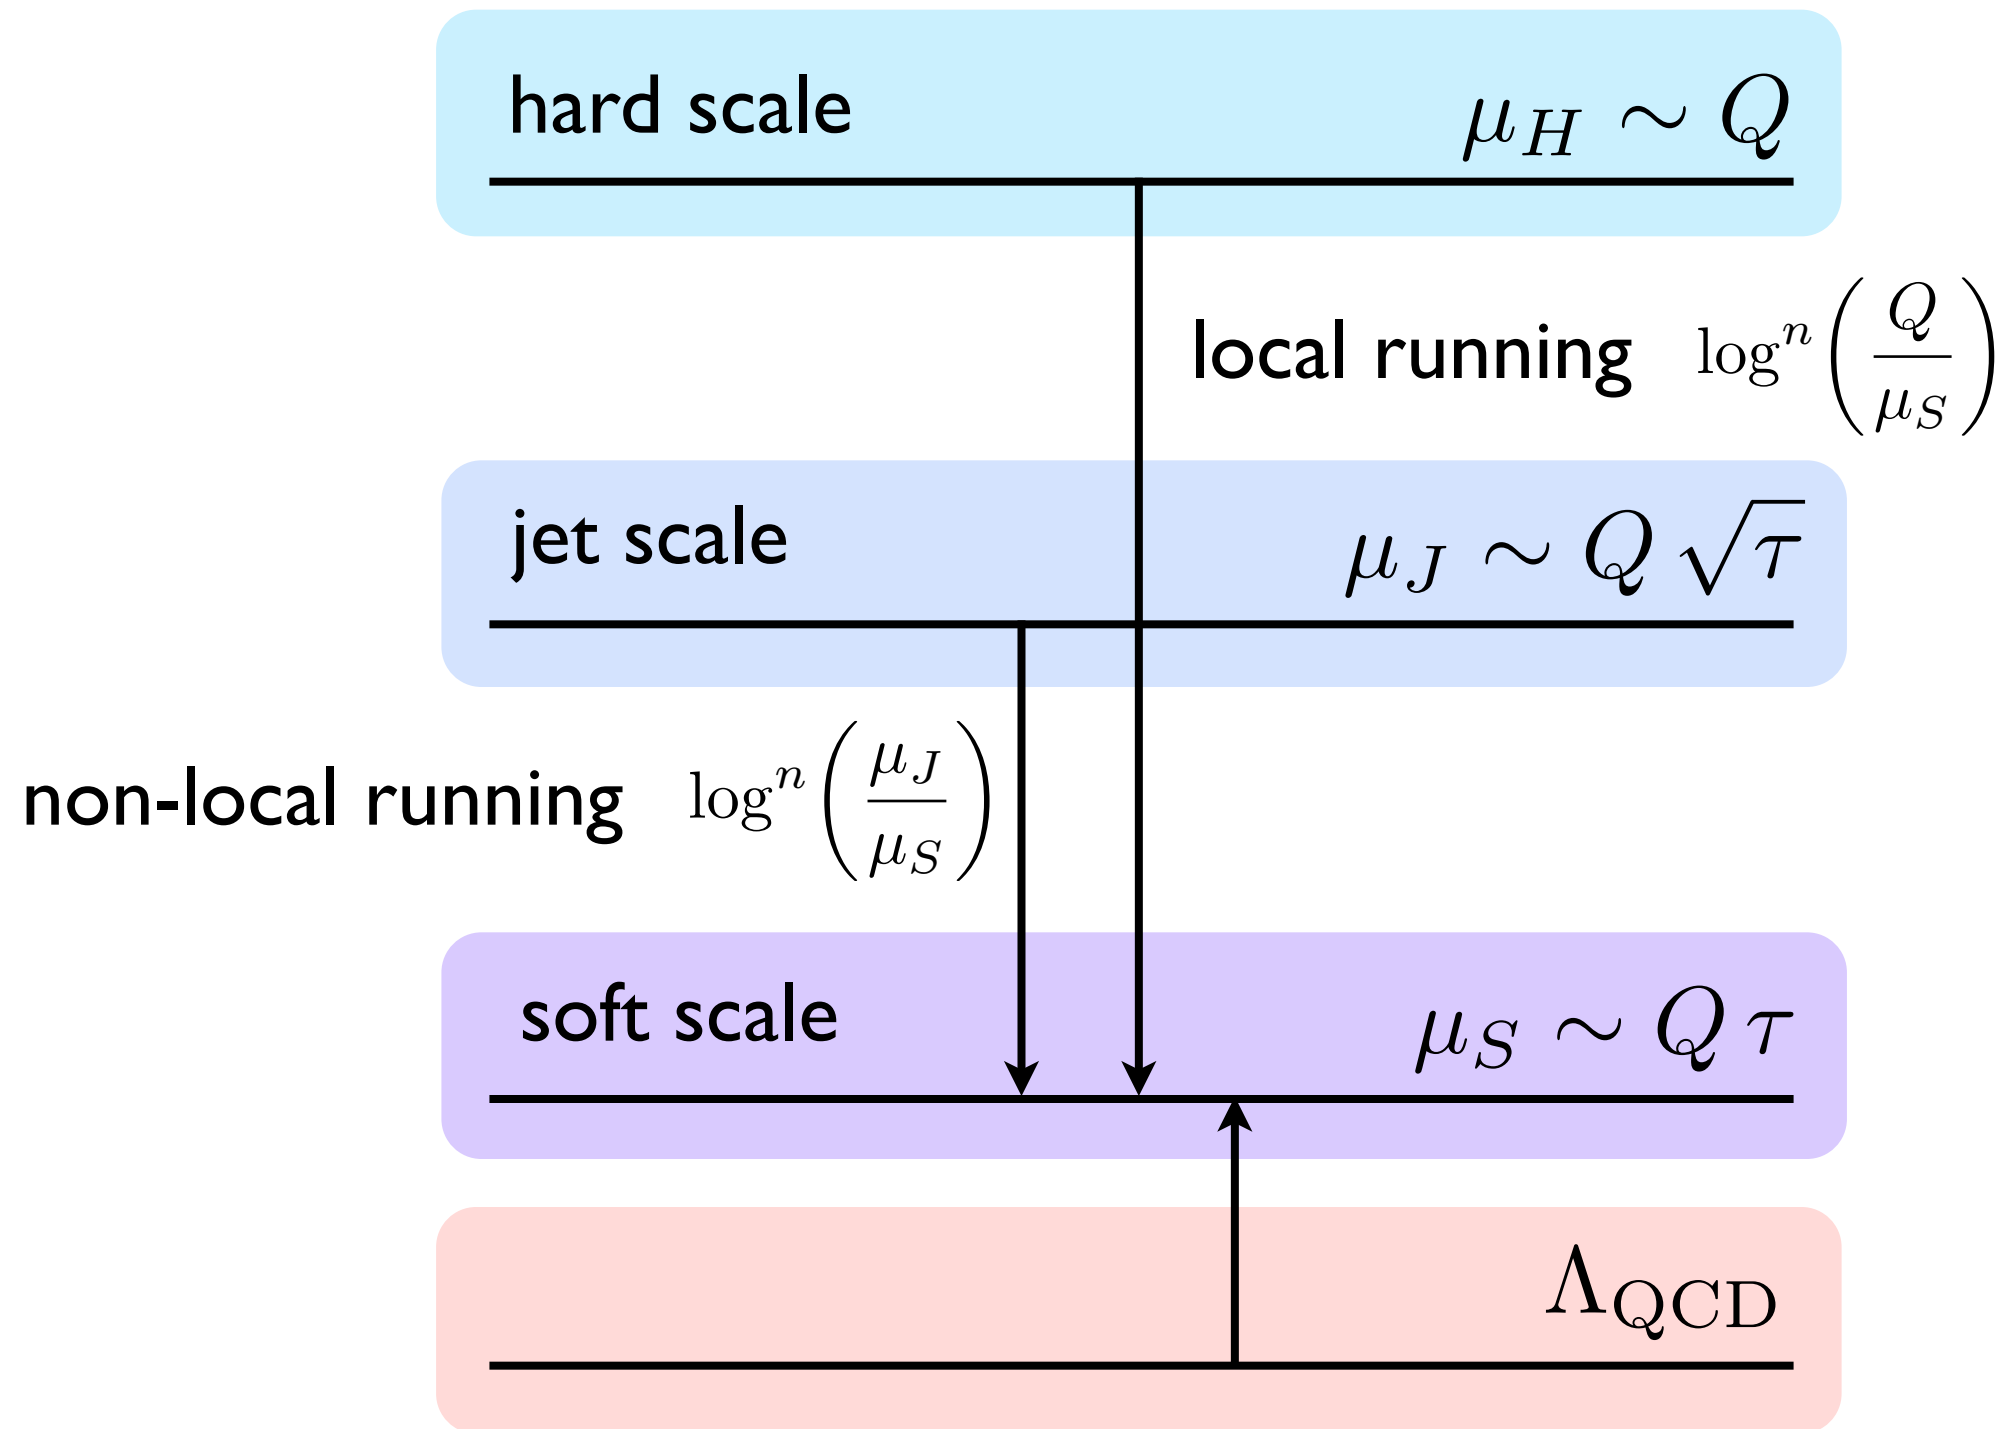 hard scale μ_H ∼ Q
local running log^n(Q/μ_S)
jet scale μ_J ∼ Q √τ
non-local running log^n(μ_J/μ_S)
soft scale μ_S ∼ Q τ
Λ_QCD